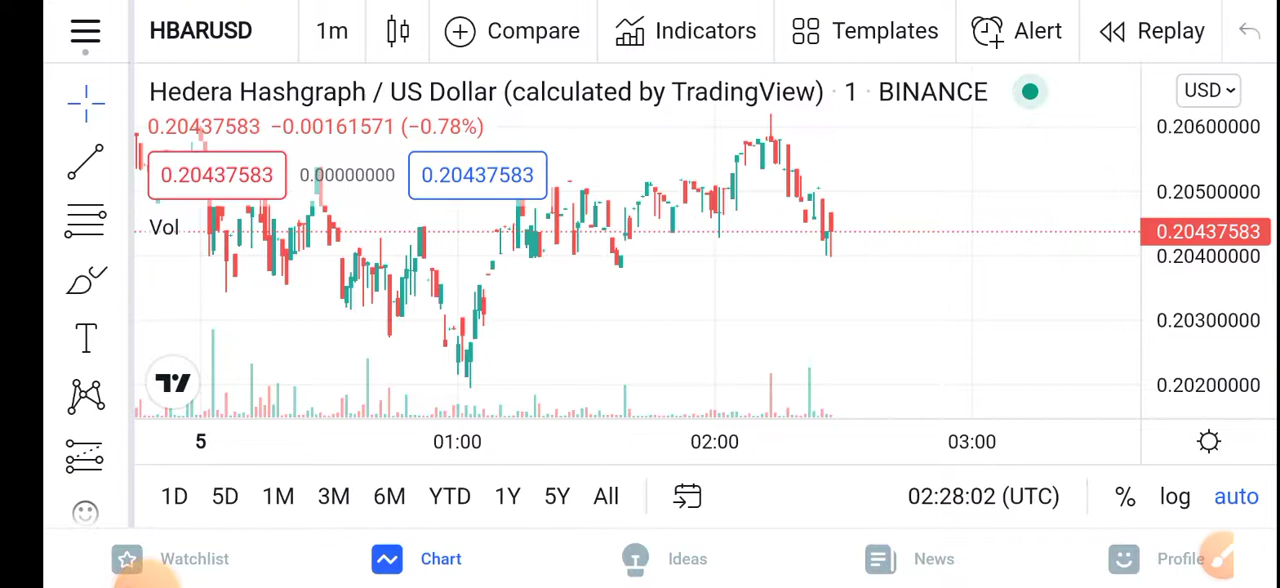 HBARUSD 1m Compare Indicators Templates Alert Replay
Hedera Hashgraph / US Dollar (calculated by TradingView) · 1 · BINANCE USD
0.20437583 −0.00161571 (−0.78%) 0.20600000
0.20437583 0.00000000 0.20437583 0.20500000
Vol 0.20437583
0.20400000
T 0.20300000
0.20200000
5 01:00 02:00 03:00
1D 5D 1M 3M 6M YTD 1Y 5Y All 02:28:02 (UTC) % log auto
Watchlist Chart Ideas News Profile